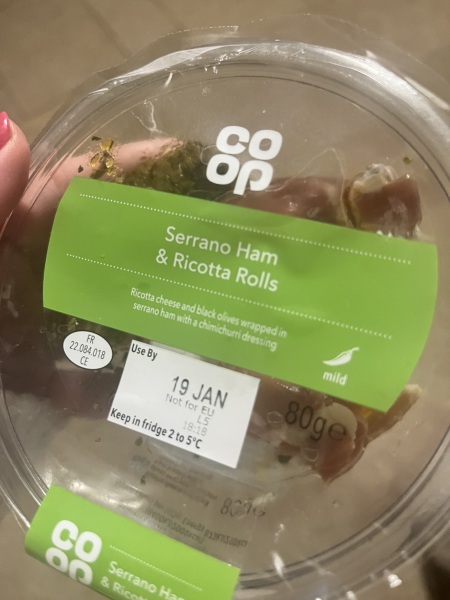 CO
OP
Serrano Ham
& Ricotta Rolls
Ricotta cheese and black olives wrapped in
serrano ham with a chimichurri dressing
mild
FR
22.084.018
CE
Use By
19 JAN
Not for EU
L5
18:18
Keep in fridge 2 to 5°C
80g e
CO
OP
Serrano Ham
& Ricotta